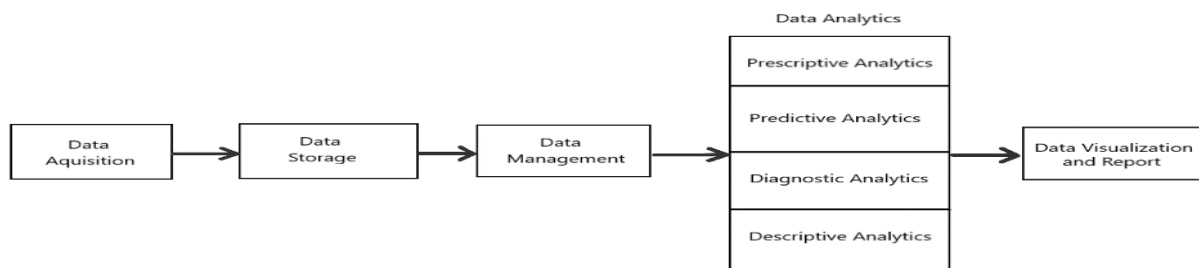 Data
Aquisition
Data
Storage
Data
Management
Data Analytics
Prescriptive Analytics
Predictive Analytics
Diagnostic Analytics
Descriptive Analytics
Data Visualization
and Report